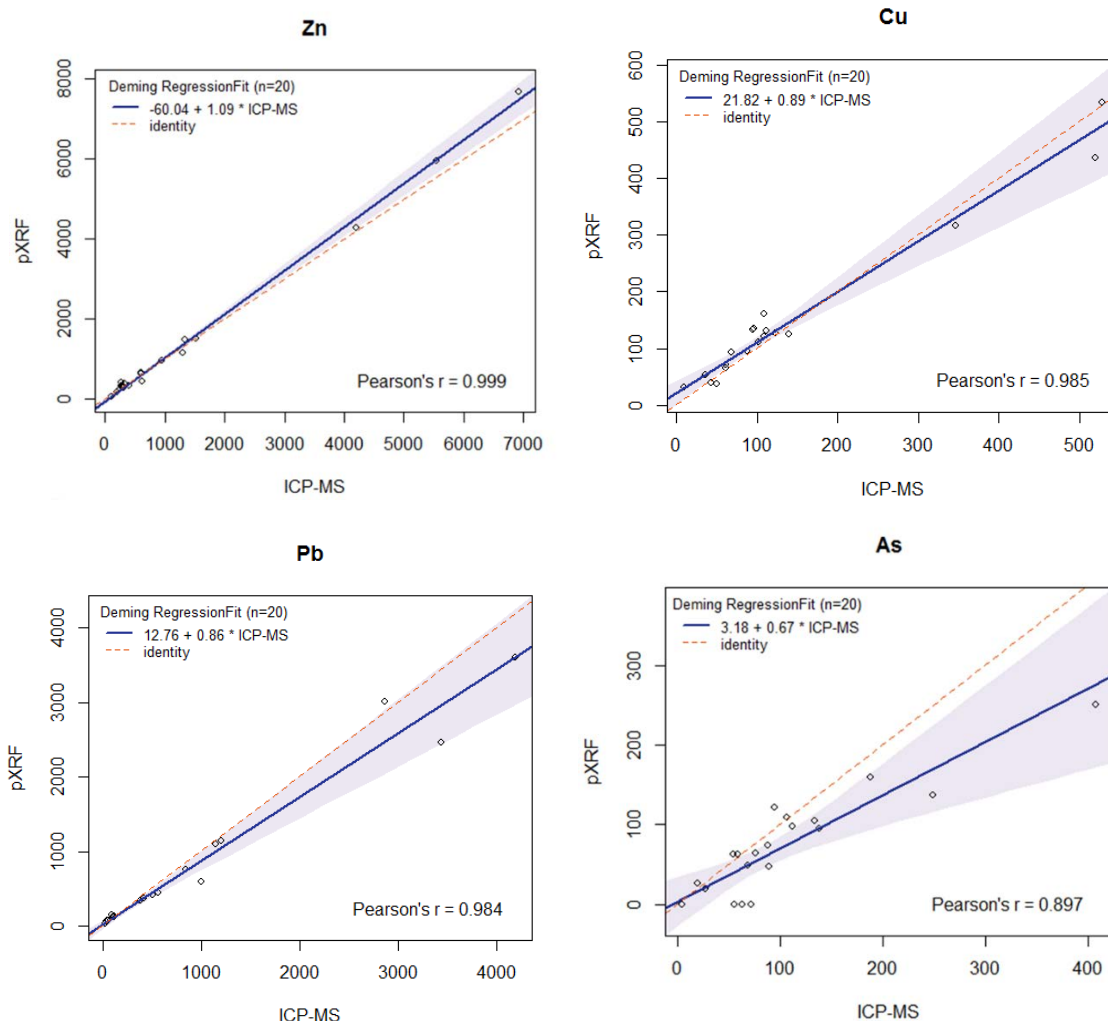 Zn
Deming RegressionFit (n=20)
-60.04 + 1.09 * ICP-MS
identity
Pearson's r = 0.999
pXRF
0 2000 4000 6000 8000
0 1000 2000 3000 4000 5000 6000 7000
ICP-MS
Cu
Deming RegressionFit (n=20)
21.82 + 0.89 * ICP-MS
identity
Pearson's r = 0.985
pXRF
0 100 200 300 400 500 600
0 100 200 300 400 500
ICP-MS
Pb
Deming RegressionFit (n=20)
12.76 + 0.86 * ICP-MS
identity
Pearson's r = 0.984
pXRF
0 1000 2000 3000 4000
0 1000 2000 3000 4000
ICP-MS
As
Deming RegressionFit (n=20)
3.18 + 0.67 * ICP-MS
identity
Pearson's r = 0.897
pXRF
0 100 200 300
0 100 200 300 400
ICP-MS